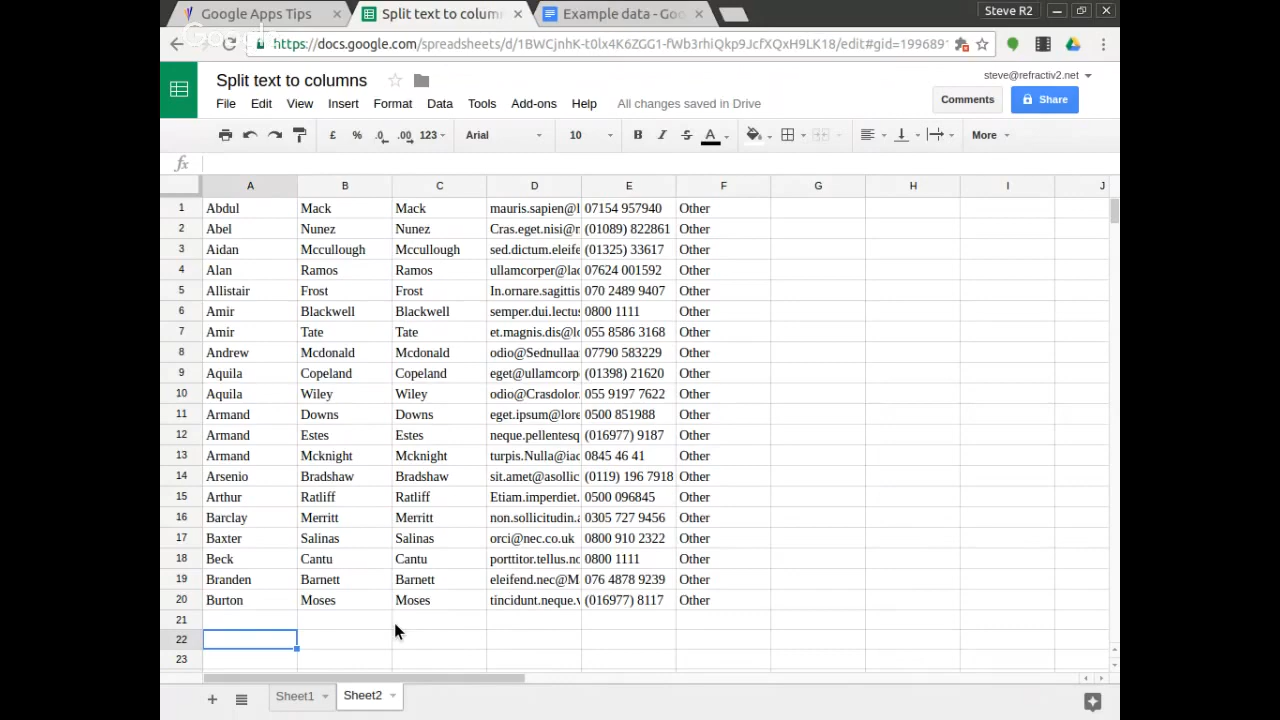 Google Apps Tips × Split text to column × Example data - Goo ×
Steve R2
Google
https://docs.google.com/spreadsheets/d/1BWCjnhK-t0lx4K6ZGG1-fWb3rhiQkp9JcfXQxH9LK18/edit#gid=199689
Split text to columns
steve@refractiv2.net
File Edit View Insert Format Data Tools Add-ons Help All changes saved in Drive
Comments Share
£ % .0 .00 123 Arial 10 B I S A More
fx
A B C D E F G H I J
1 Abdul Mack Mack mauris.sapien@l 07154 957940 Other
2 Abel Nunez Nunez Cras.eget.nisi@n (01089) 822861 Other
3 Aidan Mccullough Mccullough sed.dictum.eleife (01325) 33617 Other
4 Alan Ramos Ramos ullamcorper@lac 07624 001592 Other
5 Allistair Frost Frost In.ornare.sagittis 070 2489 9407 Other
6 Amir Blackwell Blackwell semper.dui.lectus 0800 1111 Other
7 Amir Tate Tate et.magnis.dis@lo 055 8586 3168 Other
8 Andrew Mcdonald Mcdonald odio@Sednullaa 07790 583229 Other
9 Aquila Copeland Copeland eget@ullamcorp (01398) 21620 Other
10 Aquila Wiley Wiley odio@Crasdolor. 055 9197 7622 Other
11 Armand Downs Downs eget.ipsum@lore 0500 851988 Other
12 Armand Estes Estes neque.pellentesq (016977) 9187 Other
13 Armand Mcknight Mcknight turpis.Nulla@iac 0845 46 41 Other
14 Arsenio Bradshaw Bradshaw sit.amet@asollic (0119) 196 7918 Other
15 Arthur Ratliff Ratliff Etiam.imperdiet. 0500 096845 Other
16 Barclay Merritt Merritt non.sollicitudin.a 0305 727 9456 Other
17 Baxter Salinas Salinas orci@nec.co.uk 0800 910 2322 Other
18 Beck Cantu Cantu porttitor.tellus.no 0800 1111 Other
19 Branden Barnett Barnett eleifend.nec@M 076 4878 9239 Other
20 Burton Moses Moses tincidunt.neque.v (016977) 8117 Other
21
22
23
+ Sheet1 Sheet2